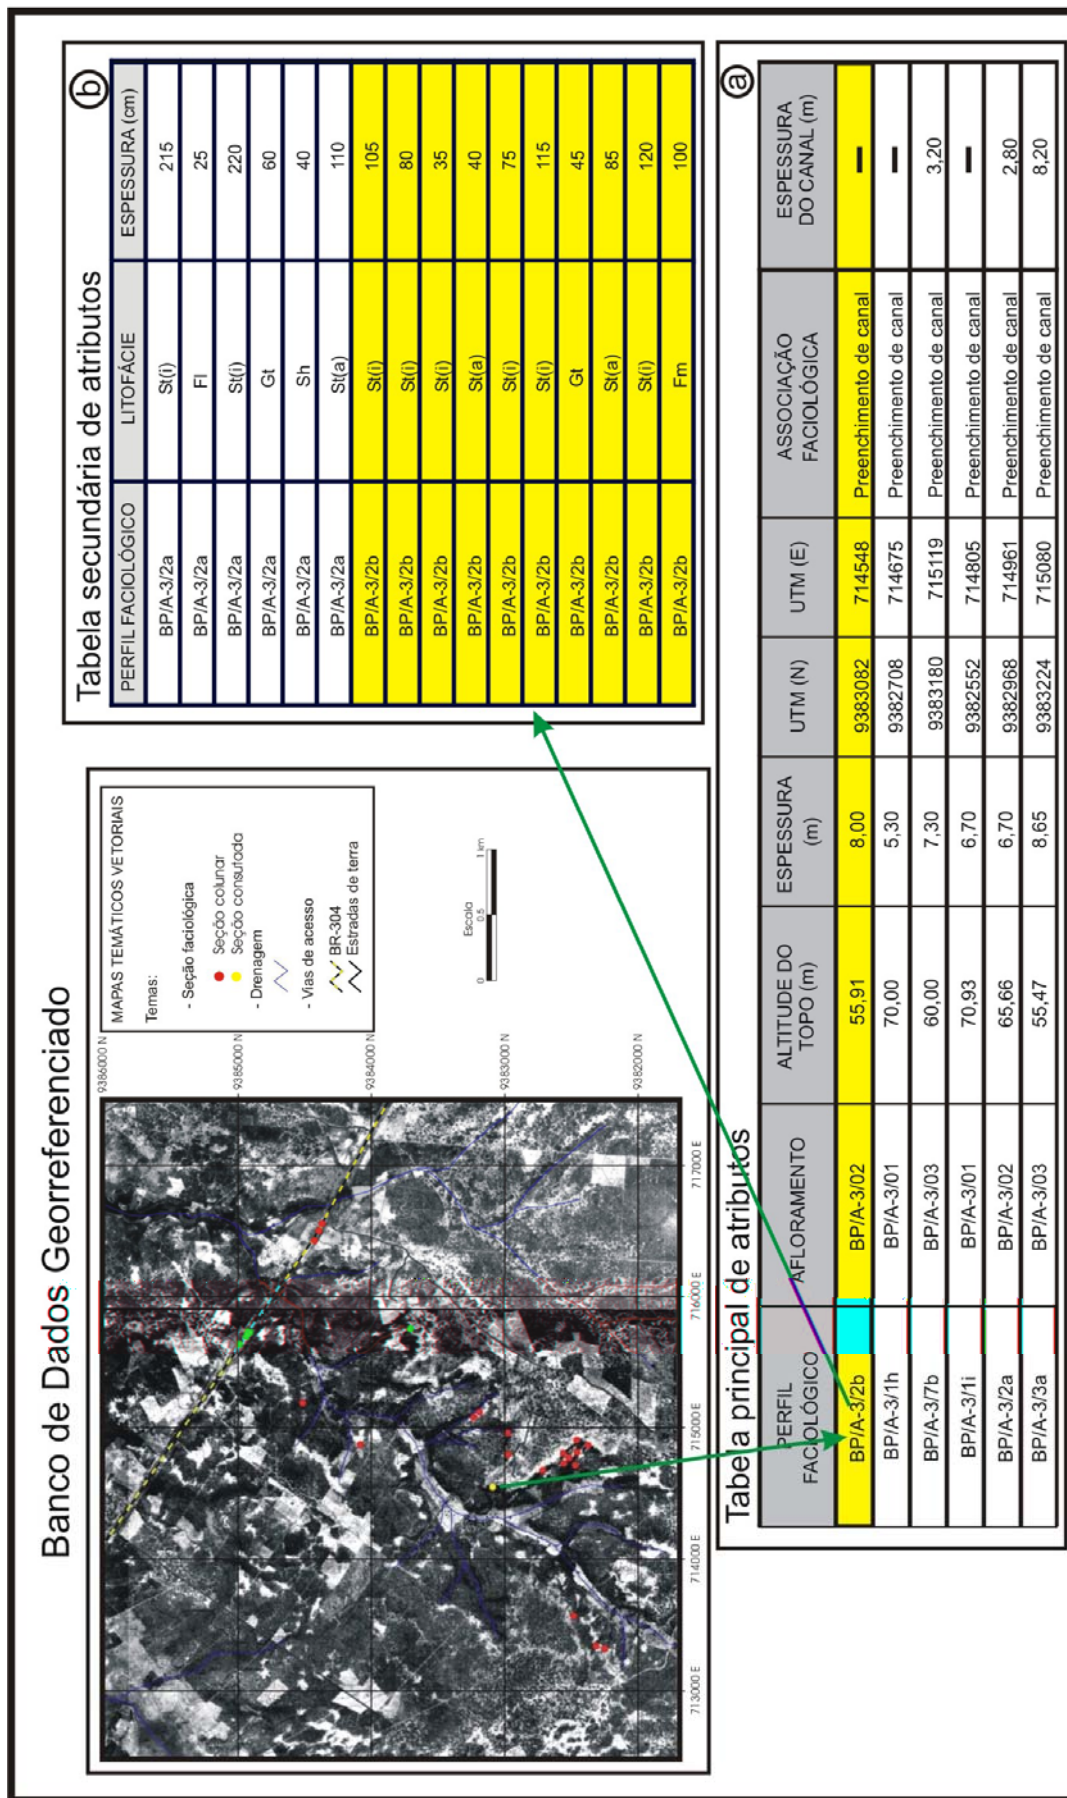 Banco de Dados Georreferenciado
MAPAS TEMÁTICOS VETORIAIS
Temas:
- Seção faciológica
Seção colunar
Seção consultada
- Drenagem
- Vias de acesso
BR-304
Estradas de terra
Escala
0 0.5 1 km
9386000 N
9385000 N
9384000 N
9383000 N
9382000 N
713000 E 714000 E 715000 E 716000 E 717000 E
Tabela secundária de atributos
b
PERFIL FACIOLÓGICO LITOFÁCIE ESPESSURA (cm)
BP/A-3/2a St(i) 215
BP/A-3/2a Fl 25
BP/A-3/2a St(i) 220
BP/A-3/2a Gt 60
BP/A-3/2a Sh 40
BP/A-3/2a St(a) 110
BP/A-3/2b St(i) 105
BP/A-3/2b St(i) 80
BP/A-3/2b St(i) 35
BP/A-3/2b St(a) 40
BP/A-3/2b St(i) 75
BP/A-3/2b St(i) 115
BP/A-3/2b Gt 45
BP/A-3/2b St(a) 85
BP/A-3/2b St(i) 120
BP/A-3/2b Fm 100
Tabela principal de atributos
a
PERFIL FACIOLÓGICO AFLORAMENTO ALTITUDE DO TOPO (m) ESPESSURA (m) UTM (N) UTM (E) ASSOCIAÇÃO FACIOLÓGICA ESPESSURA DO CANAL (m)
BP/A-3/2b BP/A-3/02 55,91 8,00 9383082 714548 Preenchimento de canal —
BP/A-3/1h BP/A-3/01 70,00 5,30 9382708 714675 Preenchimento de canal —
BP/A-3/7b BP/A-3/03 60,00 7,30 9383180 715119 Preenchimento de canal 3,20
BP/A-3/1i BP/A-3/01 70,93 6,70 9382552 714805 Preenchimento de canal —
BP/A-3/2a BP/A-3/02 65,66 6,70 9382968 714961 Preenchimento de canal 2,80
BP/A-3/3a BP/A-3/03 55,47 8,65 9383224 715080 Preenchimento de canal 8,20